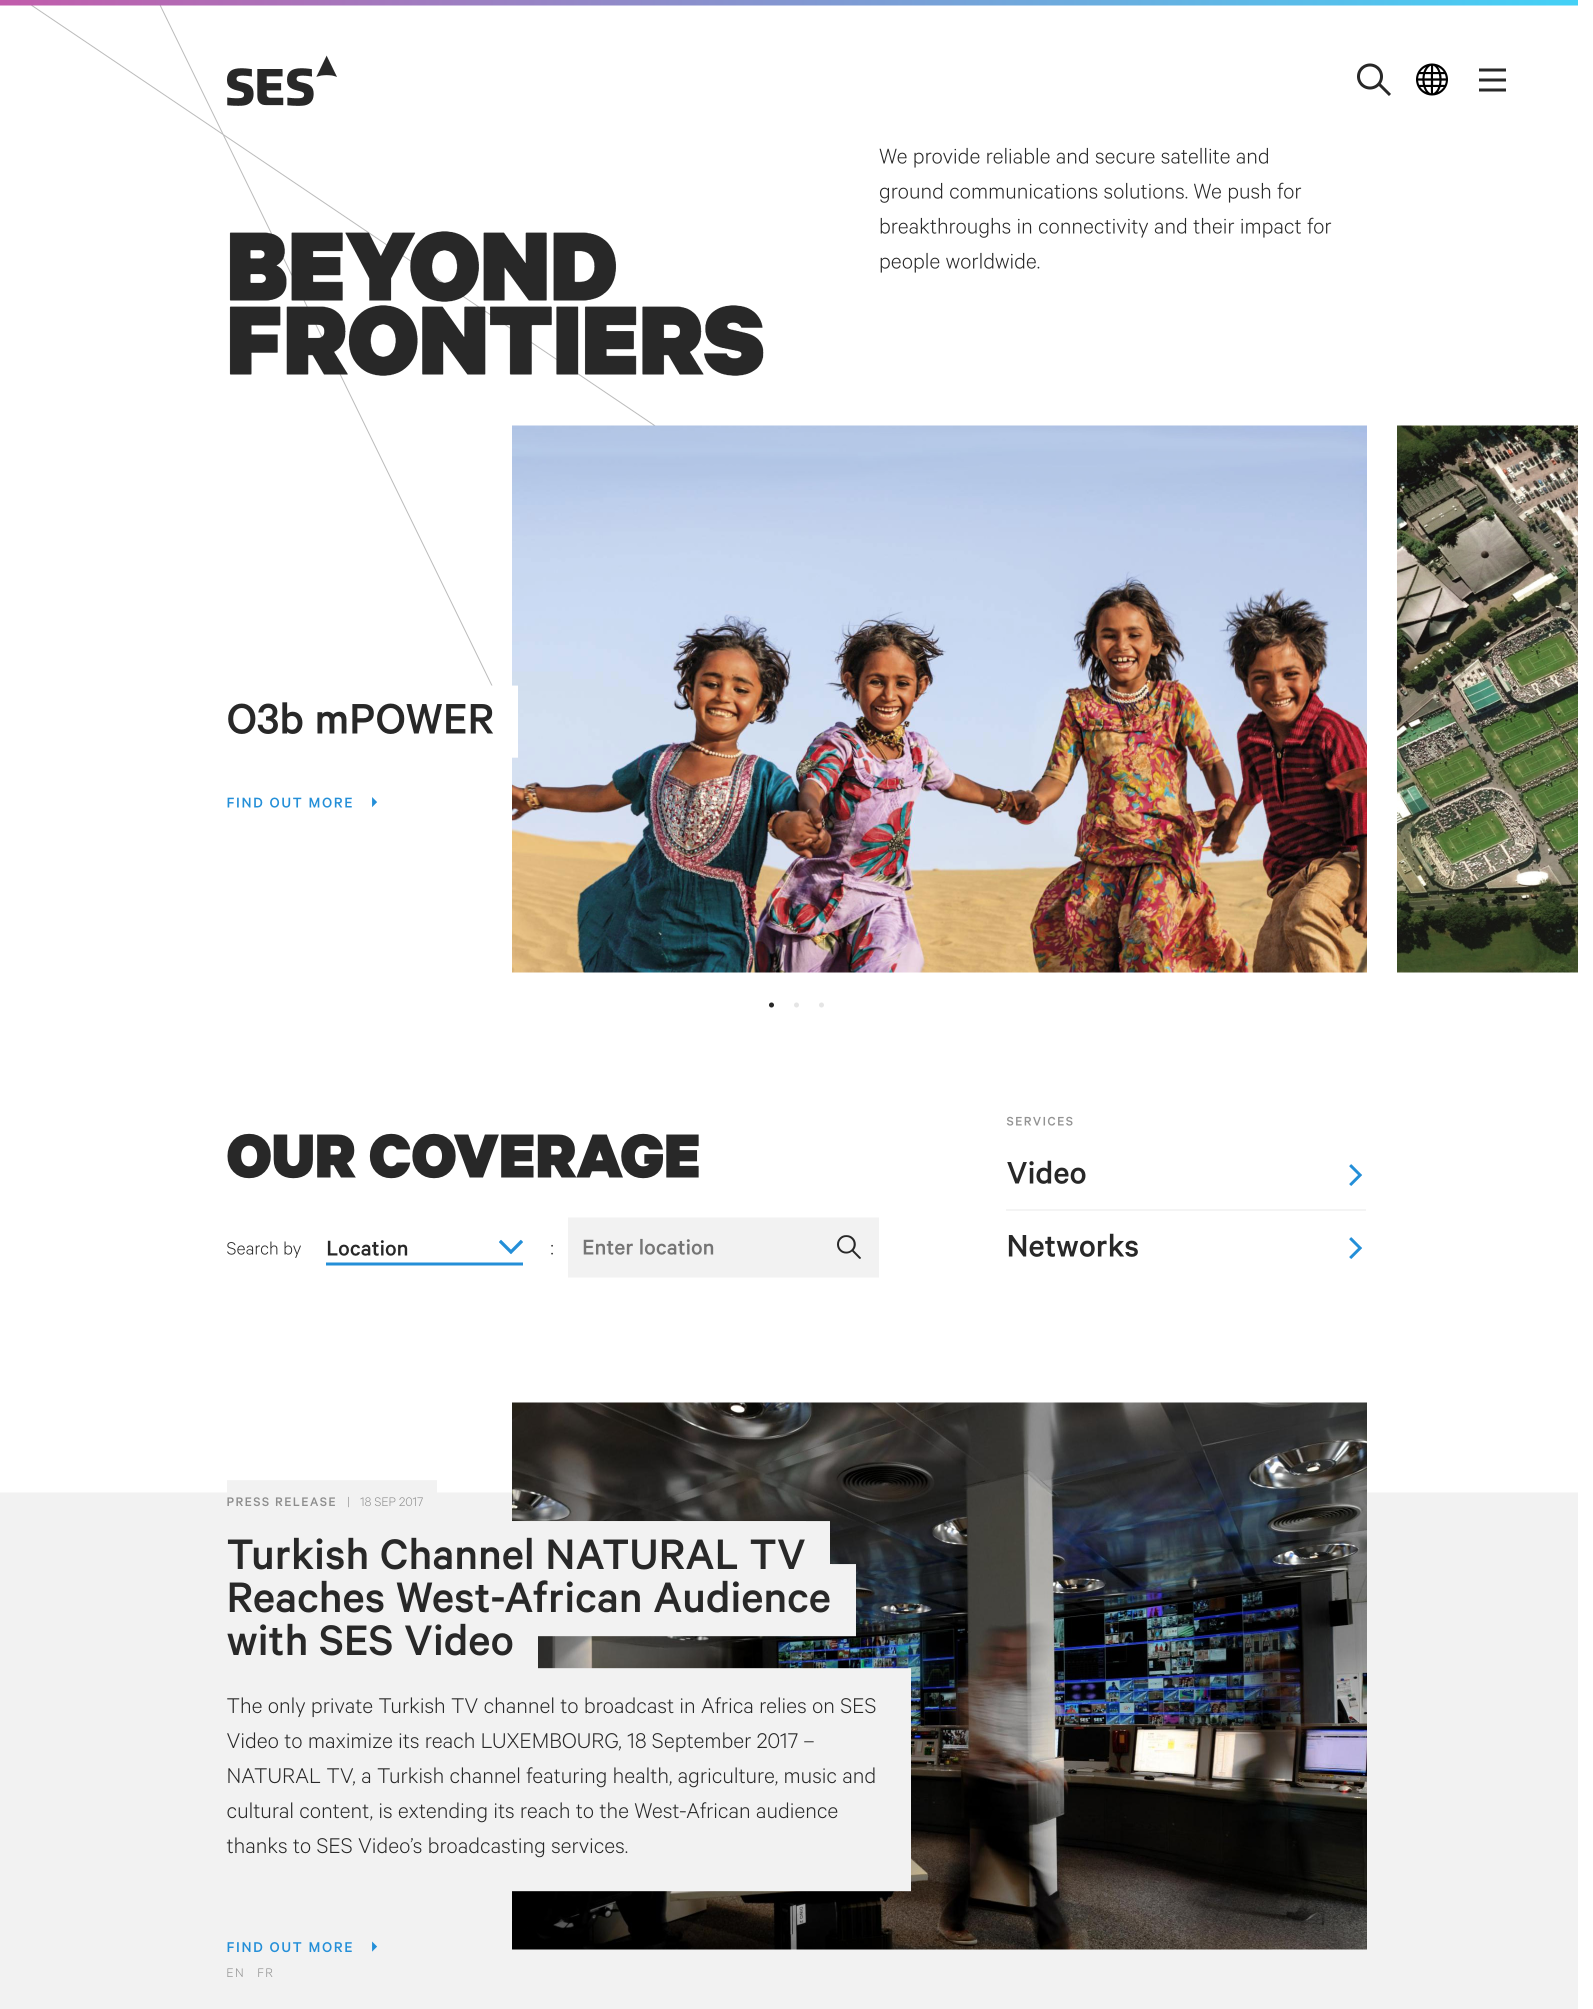 SES
We provide reliable and secure satellite and
ground communications solutions. We push for
breakthroughs in connectivity and their impact for
people worldwide.
BEYOND
FRONTIERS
O3b mPOWER
FIND OUT MORE
OUR COVERAGE
Search by
Location
:
Enter location
SERVICES
Video
Networks
PRESS RELEASE | 18 SEP 2017
Turkish Channel NATURAL TV
Reaches West-African Audience
with SES Video
The only private Turkish TV channel to broadcast in Africa relies on SES
Video to maximize its reach LUXEMBOURG, 18 September 2017 –
NATURAL TV, a Turkish channel featuring health, agriculture, music and
cultural content, is extending its reach to the West-African audience
thanks to SES Video’s broadcasting services.
FIND OUT MORE
EN FR